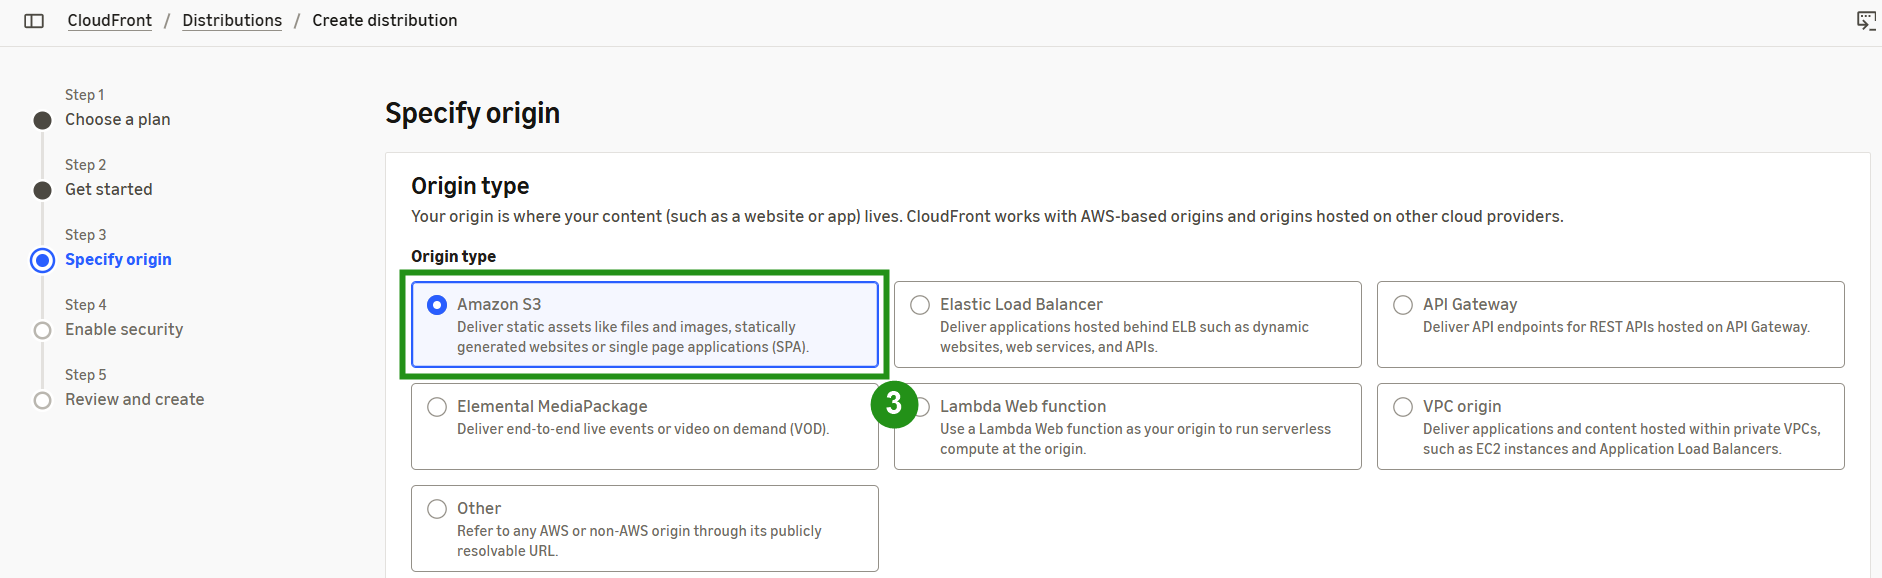 CloudFront / Distributions / Create distribution
Step 1
Choose a plan
Step 2
Get started
Step 3
Specify origin
Step 4
Enable security
Step 5
Review and create
Specify origin
Origin type
Your origin is where your content (such as a website or app) lives. CloudFront works with AWS-based origins and origins hosted on other cloud providers.
Origin type
Amazon S3
Deliver static assets like files and images, statically
generated websites or single page applications (SPA).
Elastic Load Balancer
Deliver applications hosted behind ELB such as dynamic
websites, web services, and APIs.
API Gateway
Deliver API endpoints for REST APIs hosted on API Gateway.
Elemental MediaPackage
Deliver end-to-end live events or video on demand (VOD).
3
Lambda Web function
Use a Lambda Web function as your origin to run serverless
compute at the origin.
VPC origin
Deliver applications and content hosted within private VPCs,
such as EC2 instances and Application Load Balancers.
Other
Refer to any AWS or non-AWS origin through its publicly
resolvable URL.